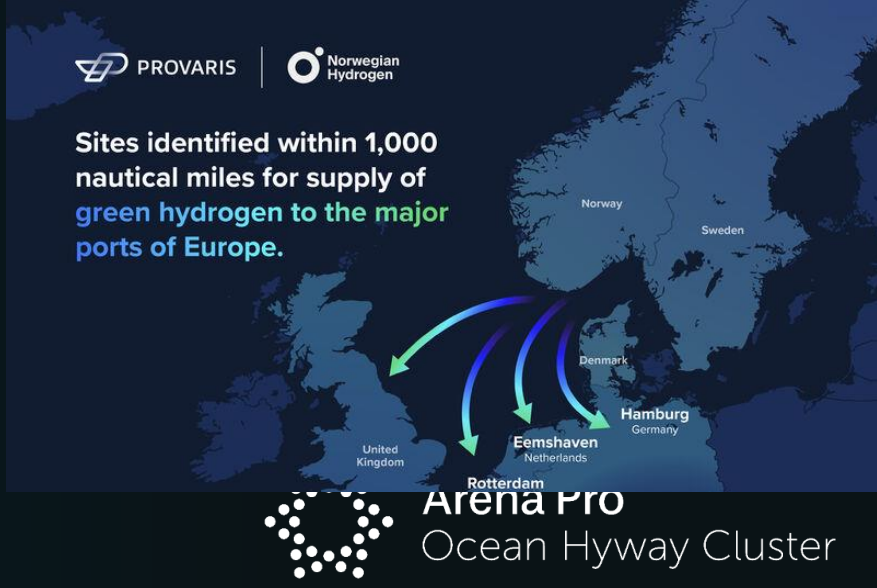 PROVARIS
Norwegian
Hydrogen
Sites identified within 1,000
nautical miles for supply of
green hydrogen to the major
ports of Europe.
Norway
Sweden
Denmark
Hamburg
Germany
Eemshaven
Netherlands
United
Kingdom
Rotterdam
Arena Pro
Ocean Hyway Cluster